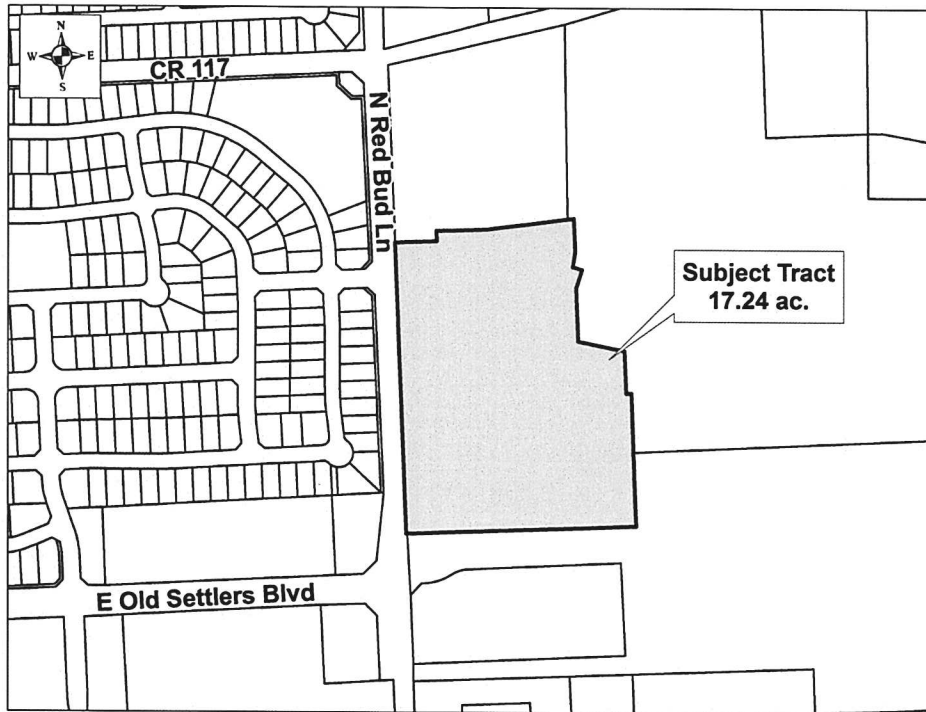 N
W E
S
CR 117
N Red Bud Ln
Subject Tract
17.24 ac.
E Old Settlers Blvd